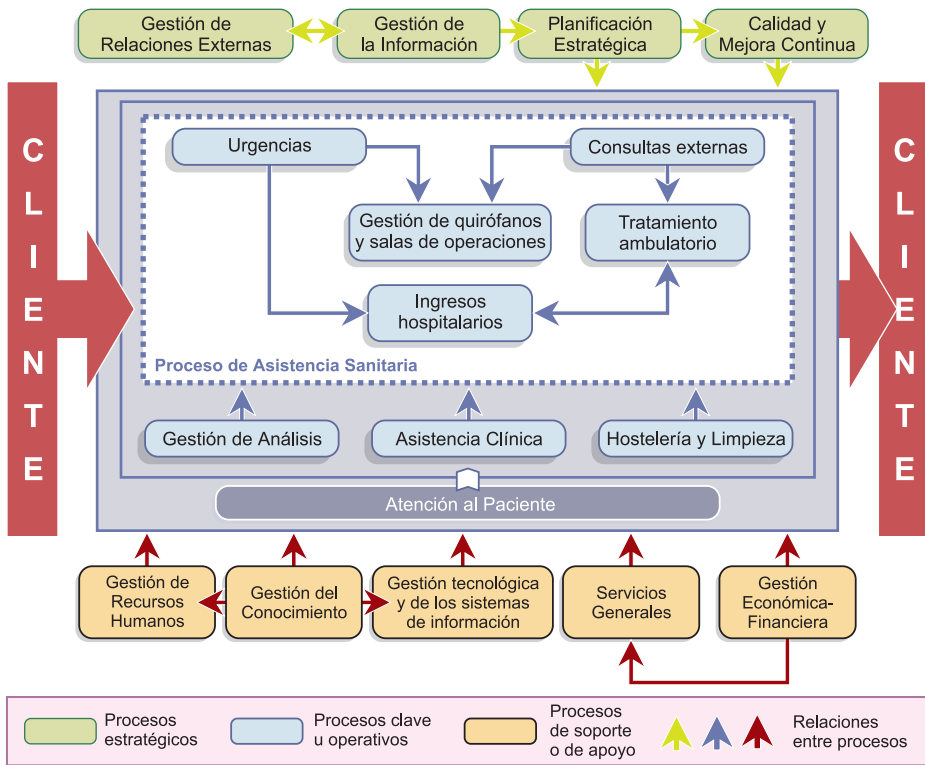 Gestión de
Relaciones Externas
Gestión de
la Información
Planificación
Estratégica
Calidad y
Mejora Continua
CLIENTE
Urgencias
Consultas externas
Gestión de quirófanos
y salas de operaciones
Tratamiento
ambulatorio
Ingresos
hospitalarios
Proceso de Asistencia Sanitaria
Gestión de Análisis
Asistencia Clínica
Hostelería y Limpieza
Atención al Paciente
CLIENTE
Gestión de
Recursos
Humanos
Gestión del
Conocimiento
Gestión tecnológica
y de los sistemas
de información
Servicios
Generales
Gestión
Económica-
Financiera
Procesos
estratégicos
Procesos clave
u operativos
Procesos
de soporte
o de apoyo
Relaciones
entre procesos